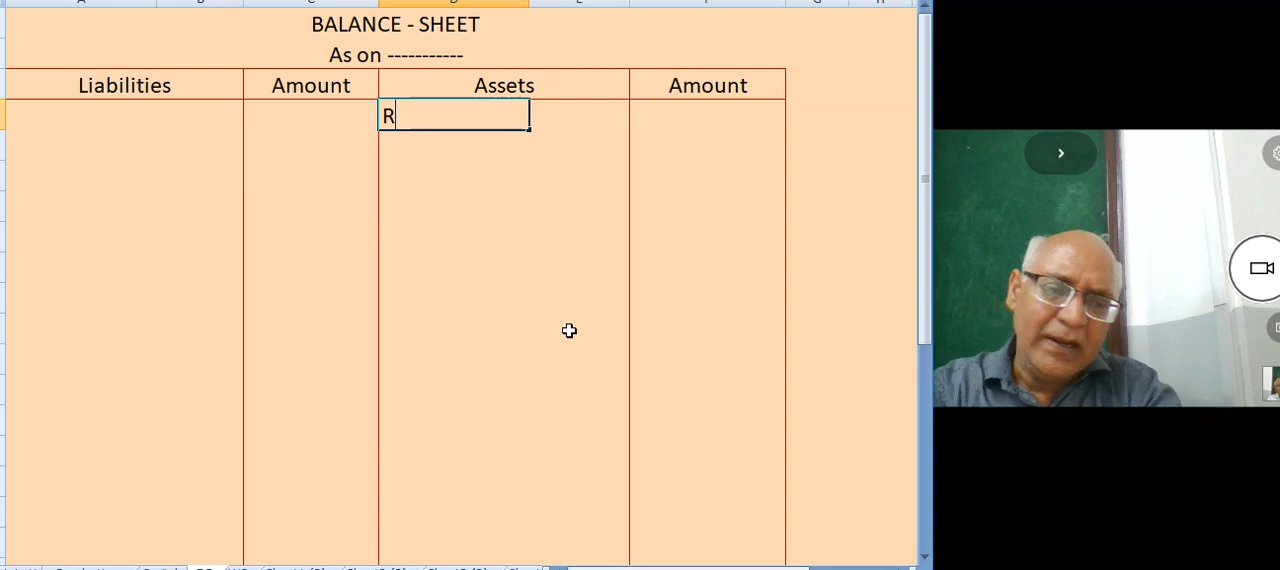 BALANCE - SHEET
As on -----------
Liabilities Amount Assets Amount
R